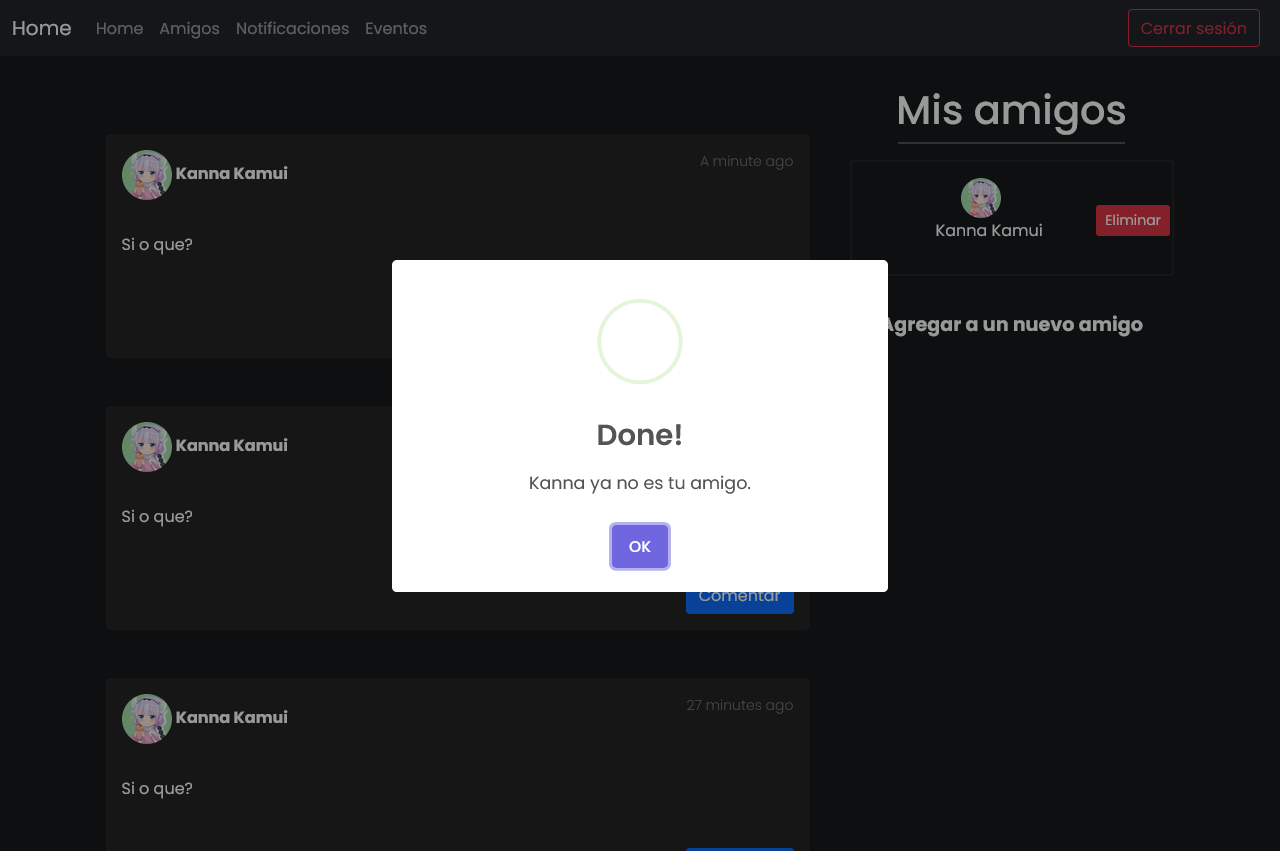 Home Home Amigos Notificaciones Eventos Cerrar sesión
Mis amigos
Kanna Kamui
Eliminar
Agregar a un nuevo amigo
Kanna Kamui A minute ago
Si o que?
Kanna Kamui
Si o que?
Comentar
Kanna Kamui 27 minutes ago
Si o que?
Done!
Kanna ya no es tu amigo.
OK